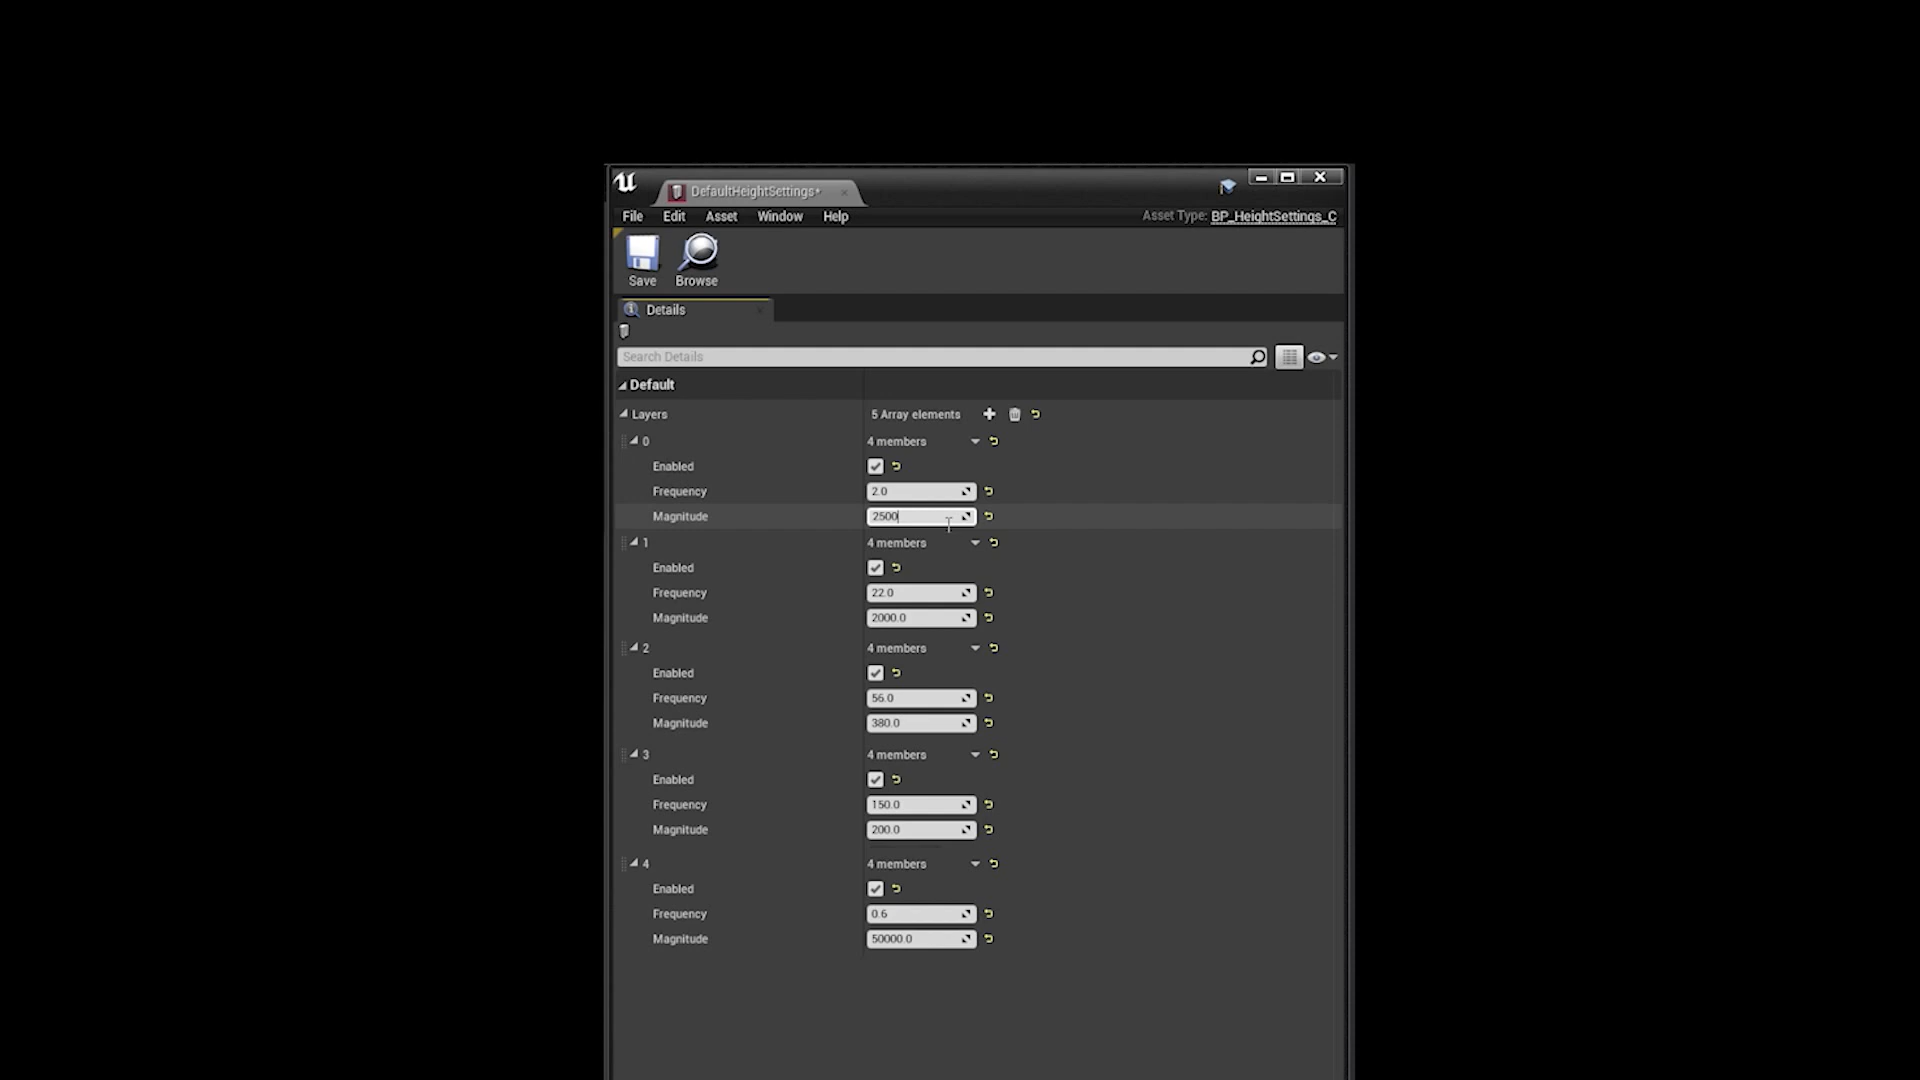 DefaultHeightSettings*
File Edit Asset Window Help Asset Type: BP_HeightSettings_C
Save Browse
Details
Search Details
Default
Layers 5 Array elements
0 4 members
Enabled
Frequency 2.0
Magnitude 2500
1 4 members
Enabled
Frequency 22.0
Magnitude 2000.0
2 4 members
Enabled
Frequency 56.0
Magnitude 380.0
3 4 members
Enabled
Frequency 150.0
Magnitude 200.0
4 4 members
Enabled
Frequency 0.6
Magnitude 50000.0